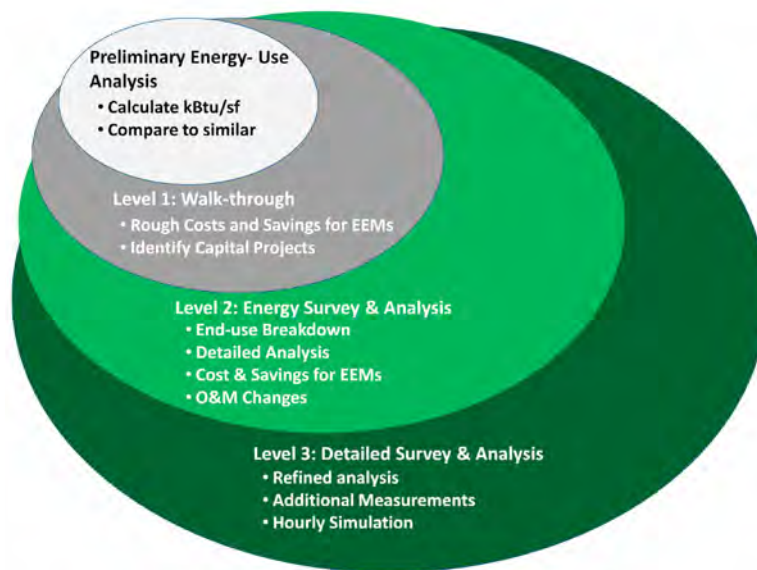 Preliminary Energy- Use
Analysis
• Calculate kBtu/sf
• Compare to similar
Level 1: Walk-through
• Rough Costs and Savings for EEMs
• Identify Capital Projects
Level 2: Energy Survey & Analysis
• End-use Breakdown
• Detailed Analysis
• Cost & Savings for EEMs
• O&M Changes
Level 3: Detailed Survey & Analysis
• Refined analysis
• Additional Measurements
• Hourly Simulation